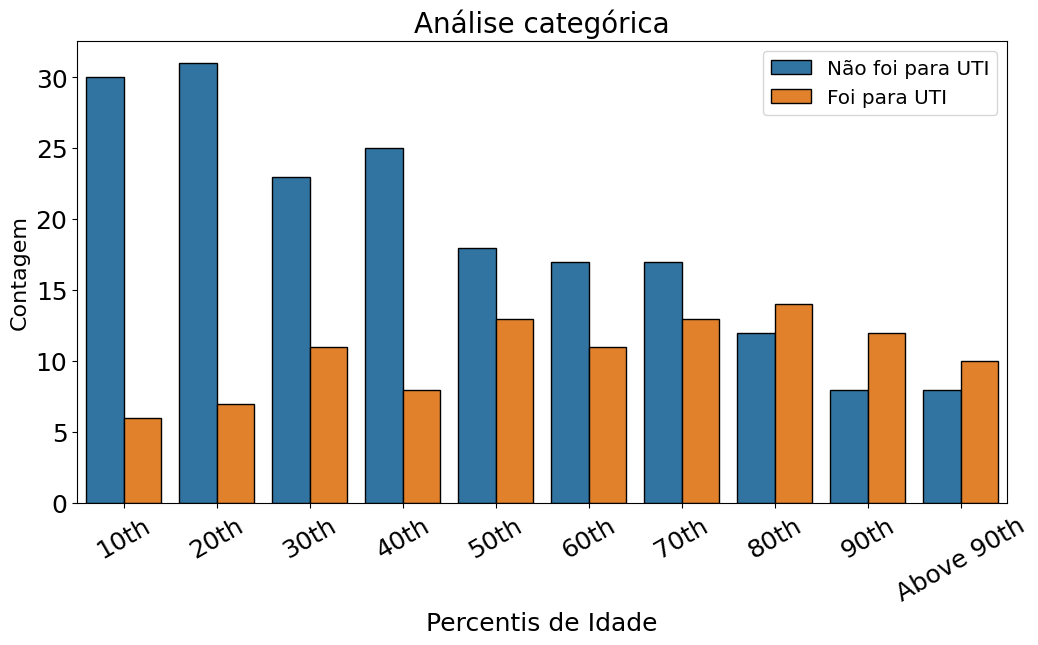 Análise categórica
Não foi para UTI
Foi para UTI
Contagem
30
25
20
15
10
5
0
10th
20th
30th
40th
50th
60th
70th
80th
90th
Above 90th
Percentis de Idade